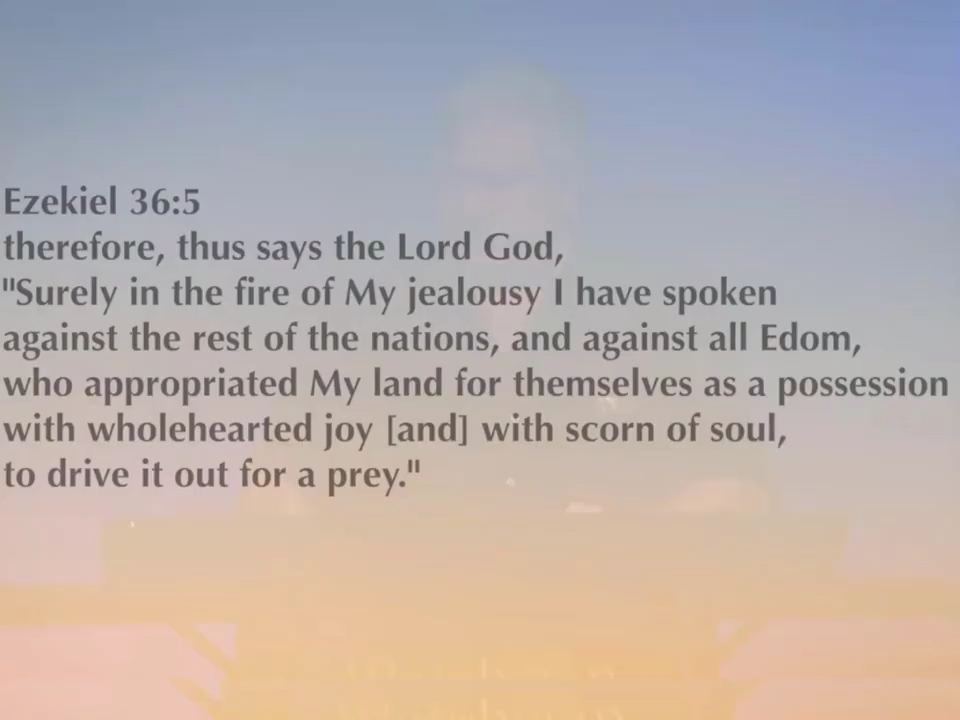 Ezekiel 36:5
therefore, thus says the Lord God,
"Surely in the fire of My jealousy I have spoken
against the rest of the nations, and against all Edom,
who appropriated My land for themselves as a possession
with wholehearted joy [and] with scorn of soul,
to drive it out for a prey."